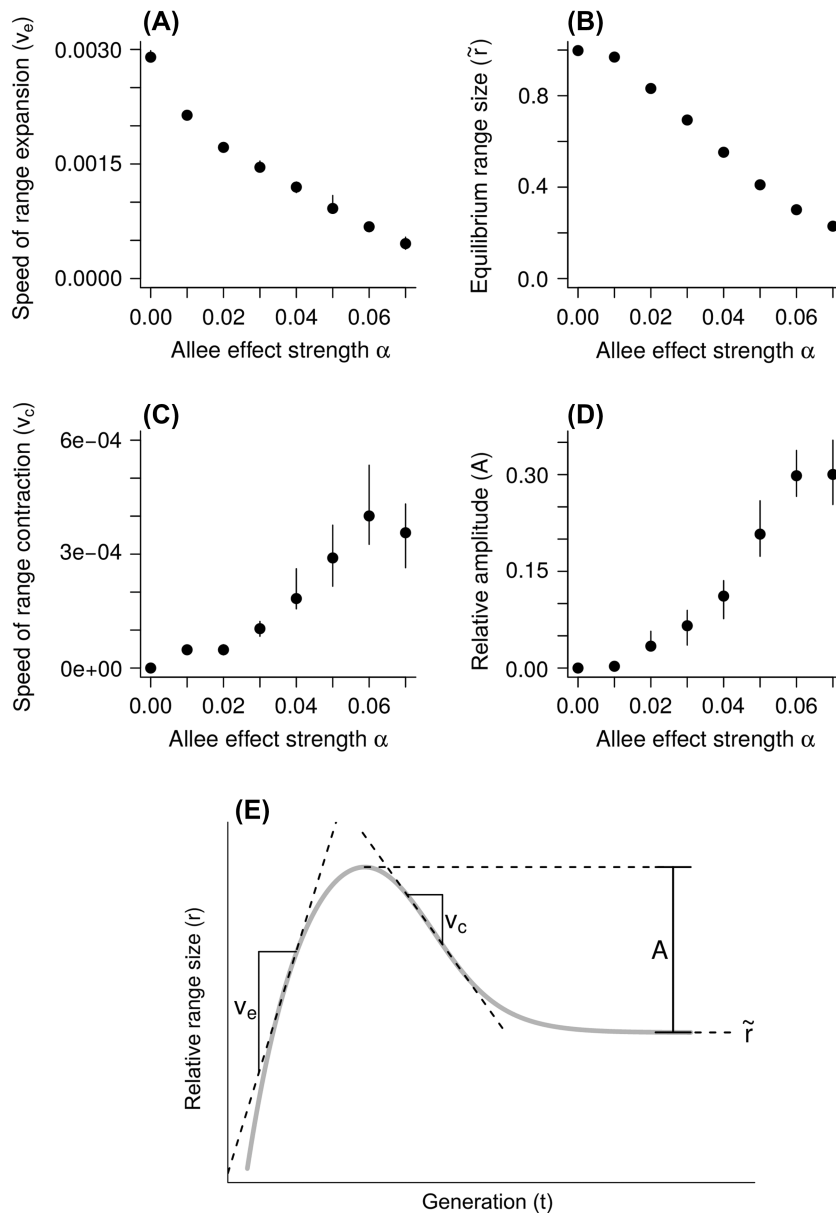 (A)
Speed of range expansion (vₑ)
0.0030
0.0015
0.0000
0.00 0.02 0.04 0.06
Allee effect strength α
(B)
Equilibrium range size (r̃)
0.8
0.4
0.0
0.00 0.02 0.04 0.06
Allee effect strength α
(C)
Speed of range contraction (v_c)
6e−04
3e−04
0e+00
0.00 0.02 0.04 0.06
Allee effect strength α
(D)
Relative amplitude (A)
0.30
0.15
0.00
0.00 0.02 0.04 0.06
Allee effect strength α
(E)
Relative range size (r)
vₑ
v_c
A
r̃
Generation (t)